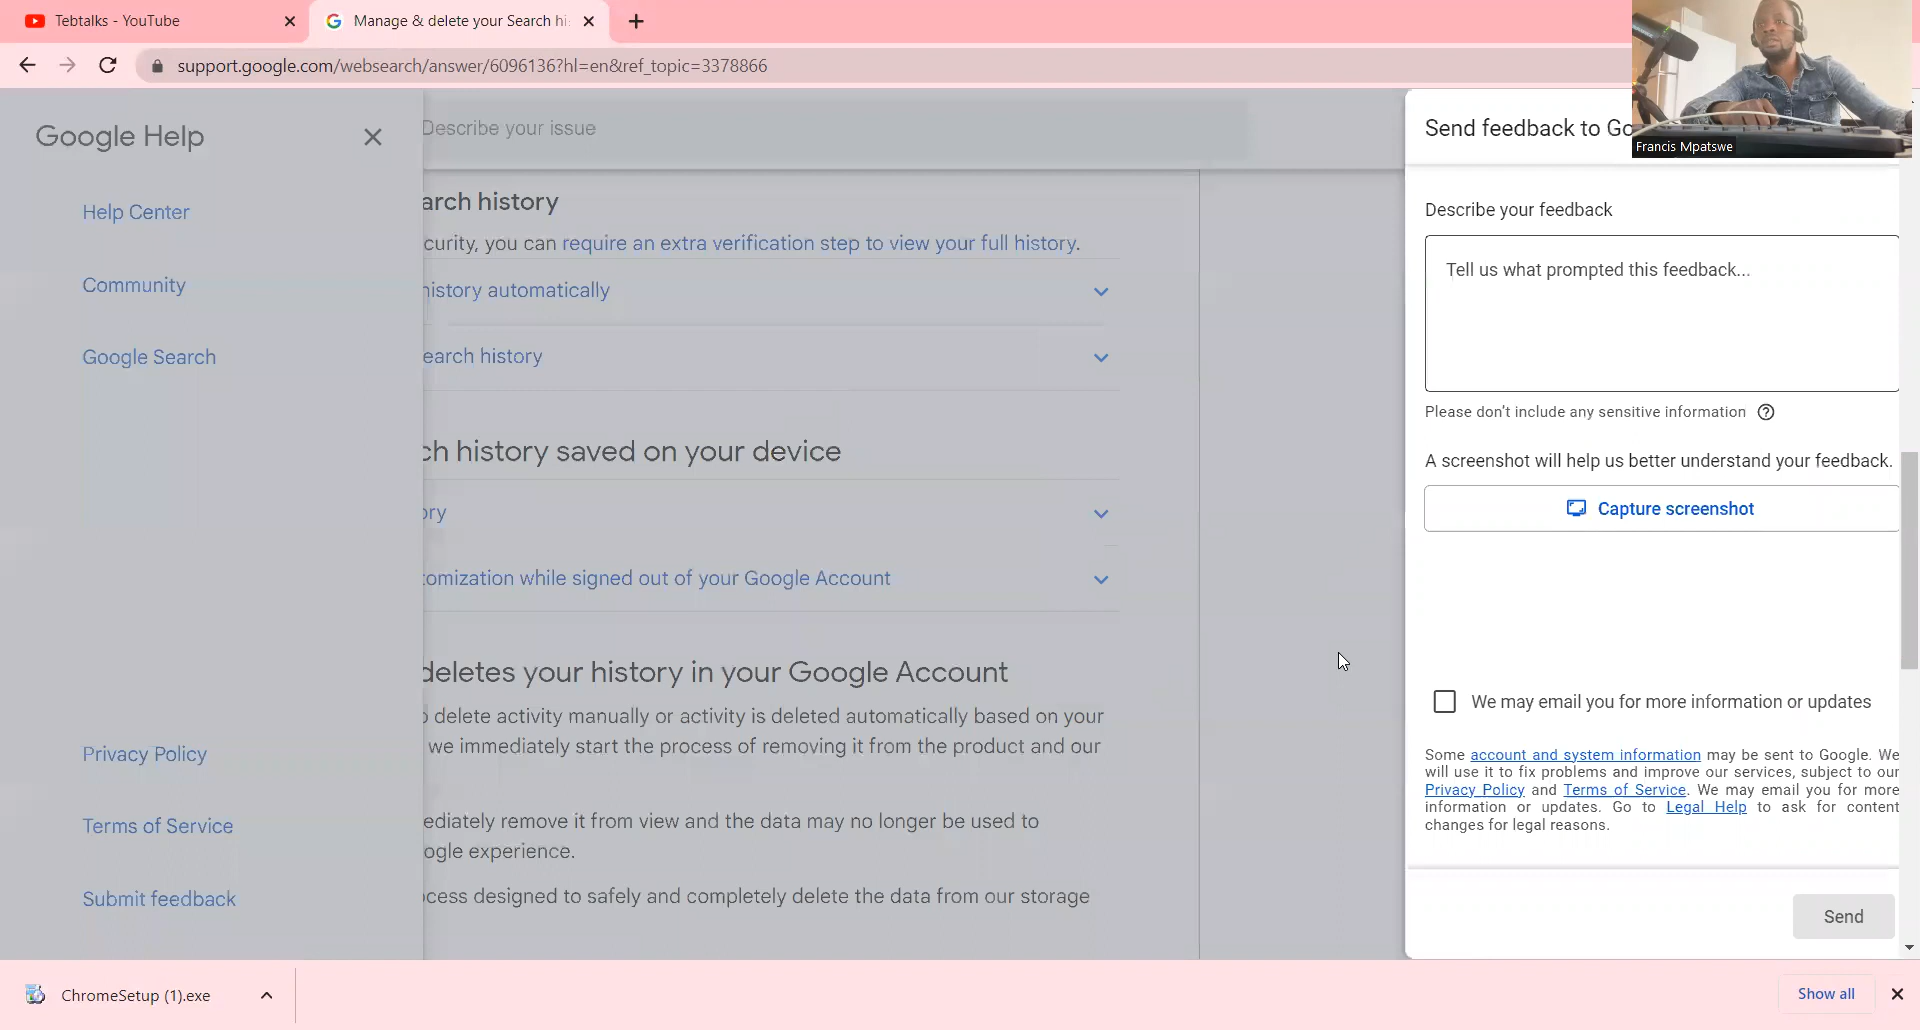 Tebtalks - YouTube
Manage & delete your Search hi
support.google.com/websearch/answer/6096136?hl=en&ref_topic=3378866
Francis Mpatswe
Google Help
Help Center
Community
Google Search
Privacy Policy
Terms of Service
Submit feedback
Describe your issue
arch history
curity, you can require an extra verification step to view your full history.
history automatically
earch history
ch history saved on your device
ory
tomization while signed out of your Google Account
deletes your history in your Google Account
o delete activity manually or activity is deleted automatically based on your
we immediately start the process of removing it from the product and our
ediately remove it from view and the data may no longer be used to
ogle experience.
cess designed to safely and completely delete the data from our storage
Send feedback to Go
Describe your feedback
Tell us what prompted this feedback...
Please don't include any sensitive information
A screenshot will help us better understand your feedback.
Capture screenshot
We may email you for more information or updates
Some account and system information may be sent to Google. We
will use it to fix problems and improve our services, subject to our
Privacy Policy and Terms of Service. We may email you for more
information or updates. Go to Legal Help to ask for content
changes for legal reasons.
Send
ChromeSetup (1).exe
Show all